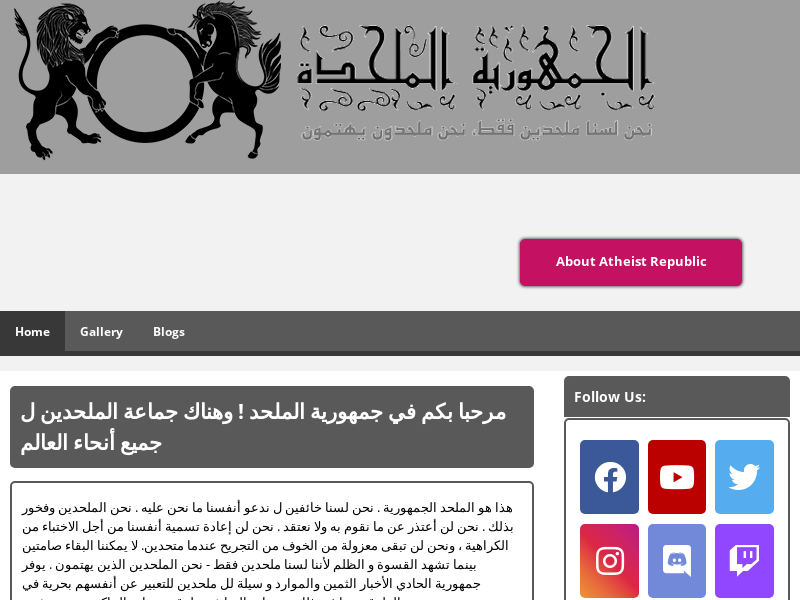 الجمهورية الملحدة
نحن لسنا ملحدين فقط، نحن ملحدون يهتمون
About Atheist Republic
Home Gallery Blogs
Follow Us:
مرحبا بكم في جمهورية الملحد ! وهناك جماعة الملحدين ل
جميع أنحاء العالم
هذا هو الملحد الجمهورية . نحن لسنا خائفين ل ندعو أنفسنا ما نحن عليه . نحن الملحدين وفخور
بذلك . نحن لن أعتذر عن ما نقوم به ولا نعتقد . نحن لن إعادة تسمية أنفسنا من أجل الاختباء من
الكراهية ، ونحن لن تبقى معزولة من الخوف من التجريح عندما متحدين. لا يمكننا البقاء صامتين
بينما تشهد القسوة و الظلم لأننا لسنا ملحدين فقط - نحن الملحدين الذين يهتمون . يوفر
جمهورية الحادي الأخبار الثمين والموارد و سيلة لل ملحدين للتعبير عن أنفسهم بحرية في